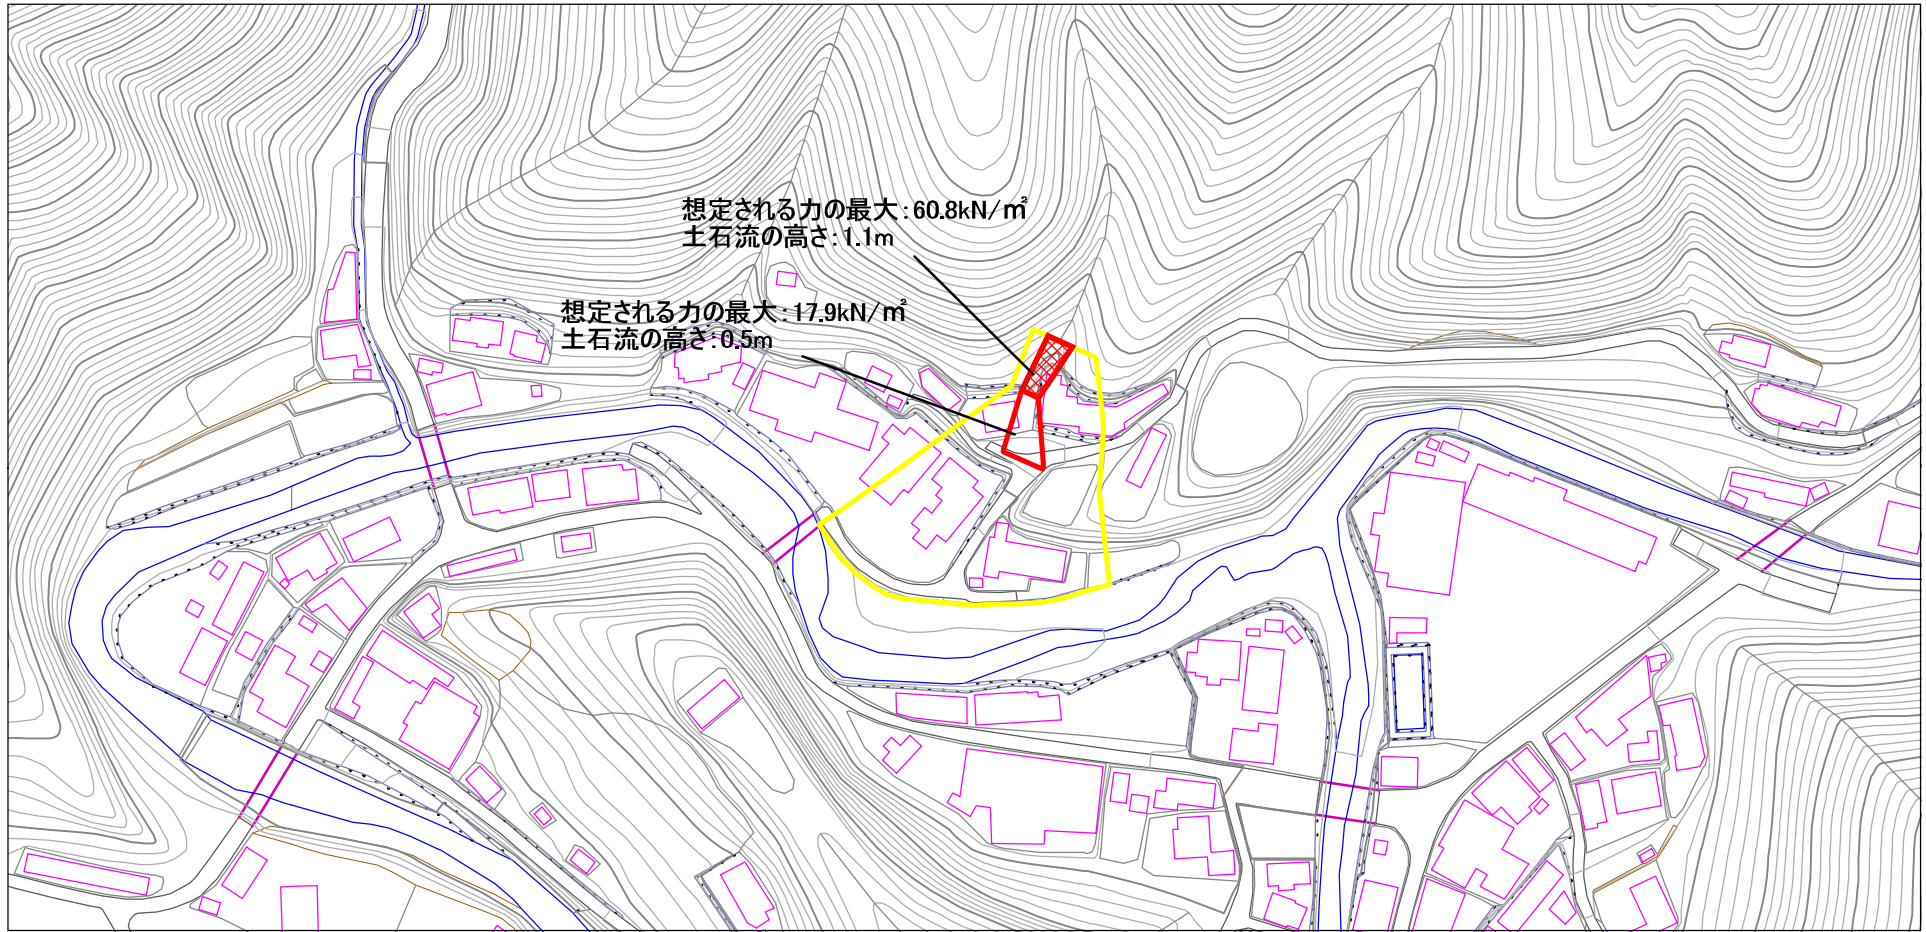 想定される力の最大:60.8kN/㎡
土石流の高さ:1.1m
想定される力の最大:17.9kN/㎡
土石流の高さ:0.5m